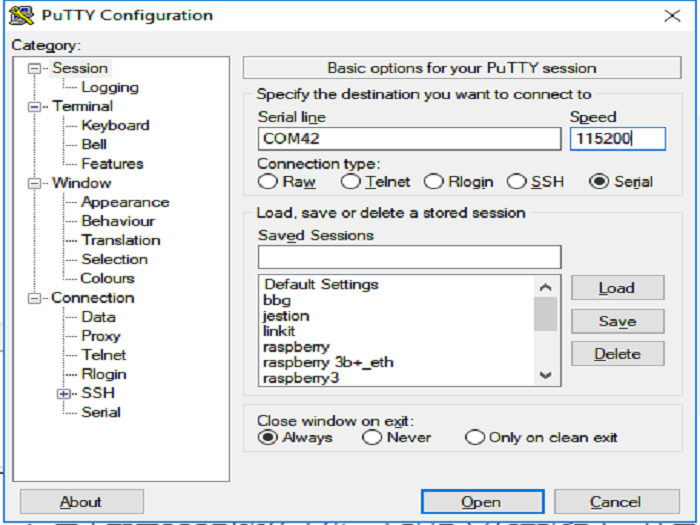 PuTTY Configuration
Category:
Session
Logging
Terminal
Keyboard
Bell
Features
Window
Appearance
Behaviour
Translation
Selection
Colours
Connection
Data
Proxy
Telnet
Rlogin
SSH
Serial
Basic options for your PuTTY session
Specify the destination you want to connect to
Serial line Speed
COM42 115200
Connection type:
Raw Telnet Rlogin SSH Serial
Load, save or delete a stored session
Saved Sessions
Default Settings
bbg
jestion
linkit
raspberry
raspberry 3b+_eth
raspberry3
Load
Save
Delete
Close window on exit:
Always Never Only on clean exit
About Open Cancel